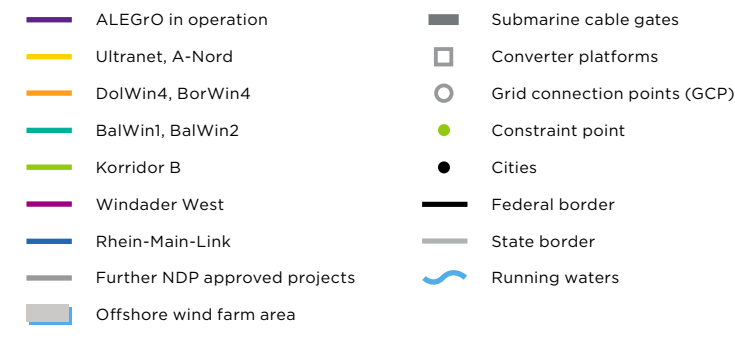 ALEGrO in operation
Ultranet, A-Nord
DolWin4, BorWin4
BalWin1, BalWin2
Korridor B
Windader West
Rhein-Main-Link
Further NDP approved projects
Offshore wind farm area
Submarine cable gates
Converter platforms
Grid connection points (GCP)
Constraint point
Cities
Federal border
State border
Running waters